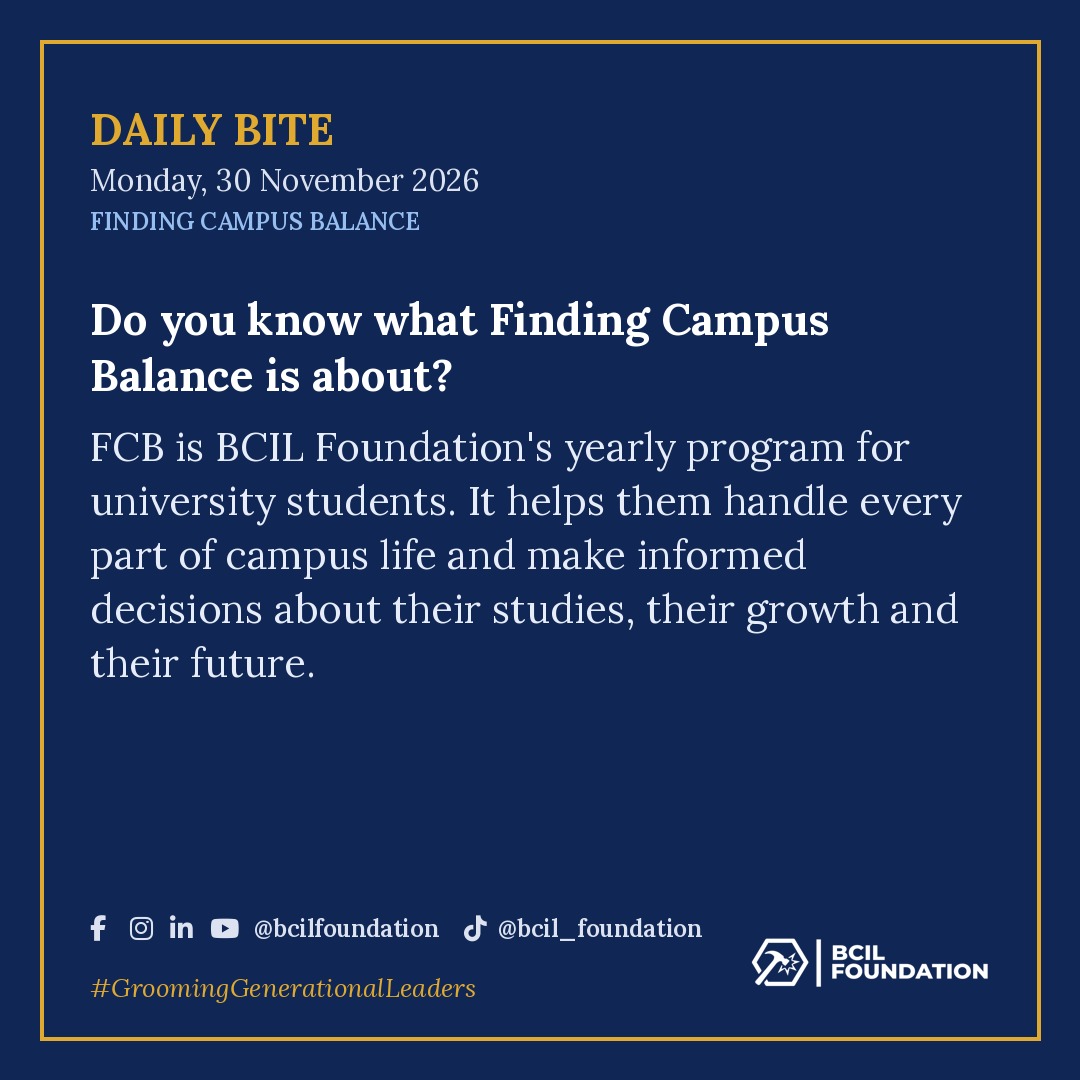 DAILY BITE
Monday, 30 November 2026
FINDING CAMPUS BALANCE
Do you know what Finding Campus
Balance is about?
FCB is BCIL Foundation's yearly program for
university students. It helps them handle every
part of campus life and make informed
decisions about their studies, their growth and
their future.
@bcilfoundation @bcil_foundation
#GroomingGenerationalLeaders
BCIL
FOUNDATION